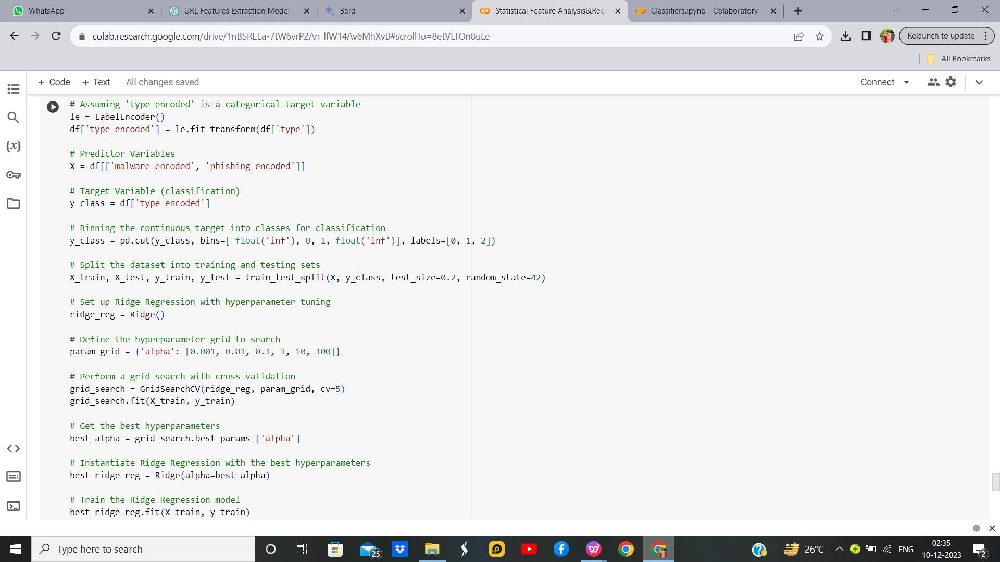 WhatsApp
URL Features Extraction Model
Bard
Statistical Feature Analysis&Reg
Classifiers.ipynb - Colaboratory
colab.research.google.com/drive/1nBSREEa-7tW6vrP2An_lfW14Av6MhXvB#scrollTo=8etVLTOn8uLe
Relaunch to update
All Bookmarks
+ Code + Text All changes saved
Connect
{x}
# Assuming 'type_encoded' is a categorical target variable
le = LabelEncoder()
df['type_encoded'] = le.fit_transform(df['type'])
# Predictor Variables
X = df[['malware_encoded', 'phishing_encoded']]
# Target Variable (classification)
y_class = df['type_encoded']
# Binning the continuous target into classes for classification
y_class = pd.cut(y_class, bins=[-float('inf'), 0, 1, float('inf')], labels=[0, 1, 2])
# Split the dataset into training and testing sets
X_train, X_test, y_train, y_test = train_test_split(X, y_class, test_size=0.2, random_state=42)
# Set up Ridge Regression with hyperparameter tuning
ridge_reg = Ridge()
# Define the hyperparameter grid to search
param_grid = {'alpha': [0.001, 0.01, 0.1, 1, 10, 100]}
# Perform a grid search with cross-validation
grid_search = GridSearchCV(ridge_reg, param_grid, cv=5)
grid_search.fit(X_train, y_train)
# Get the best hyperparameters
best_alpha = grid_search.best_params_['alpha']
# Instantiate Ridge Regression with the best hyperparameters
best_ridge_reg = Ridge(alpha=best_alpha)
# Train the Ridge Regression model
best_ridge_reg.fit(X_train, y_train)
Type here to search
25
26°C
ENG
02:35
10-12-2023
2